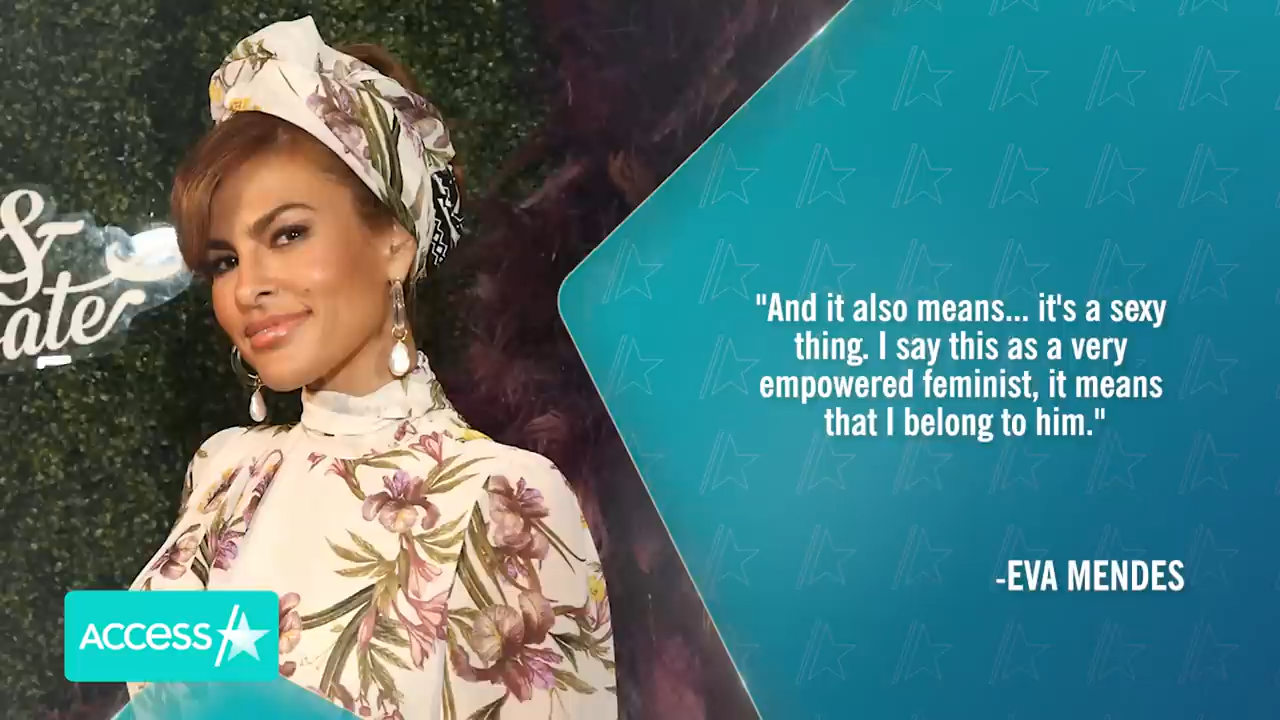 &
ate
"And it also means... it's a sexy
thing. I say this as a very
empowered feminist, it means
that I belong to him."
-EVA MENDES
ACCESS